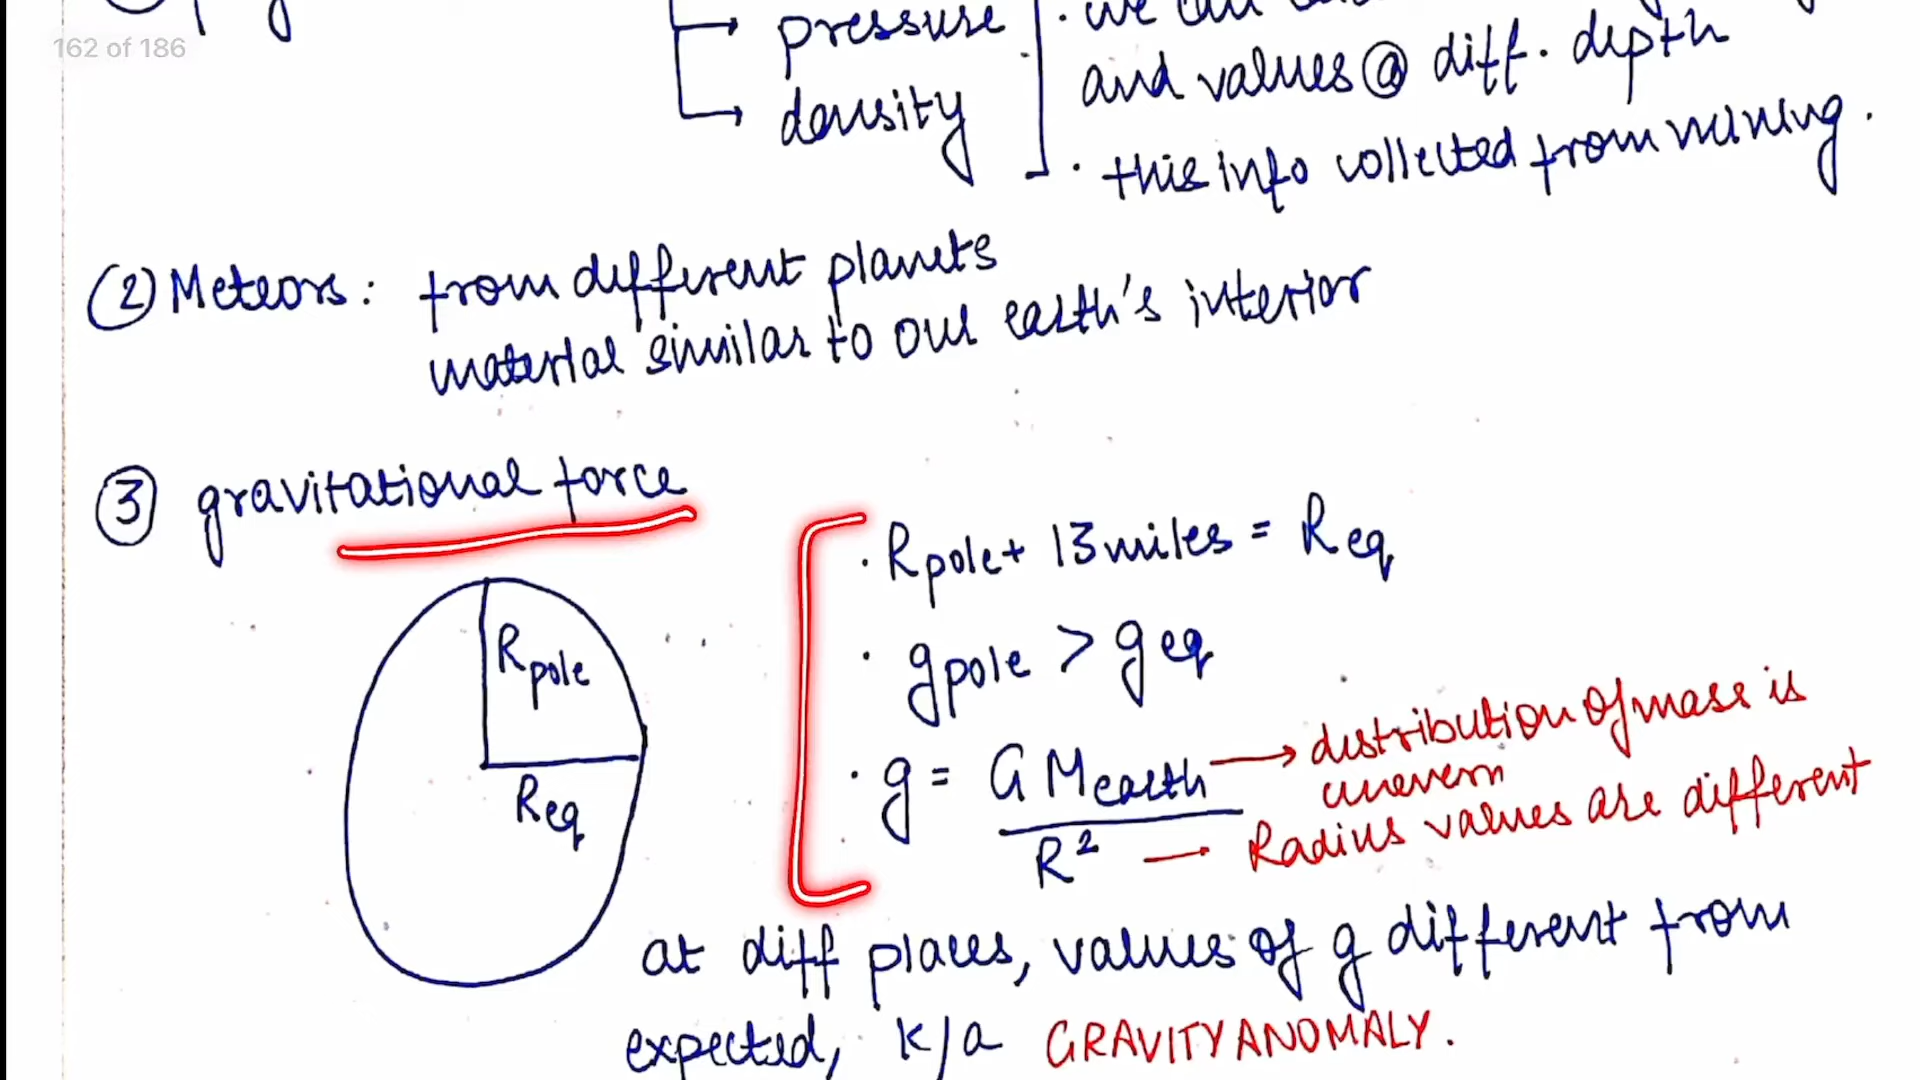 pressure
. we can
162 of 186
and values @ diff. depth
density
. this info collected from mining.
(2) Meteors: from different planets
material similar to our earth's interior
(3) gravitational force
. Rpole + 13 miles = Req
Rpole
. gpole > geq
Req
. g = G Mearth → distribution of mass is
uneven
R² — Radius values are different
at diff places, values of g different from
expected, k/a GRAVITY ANOMALY.